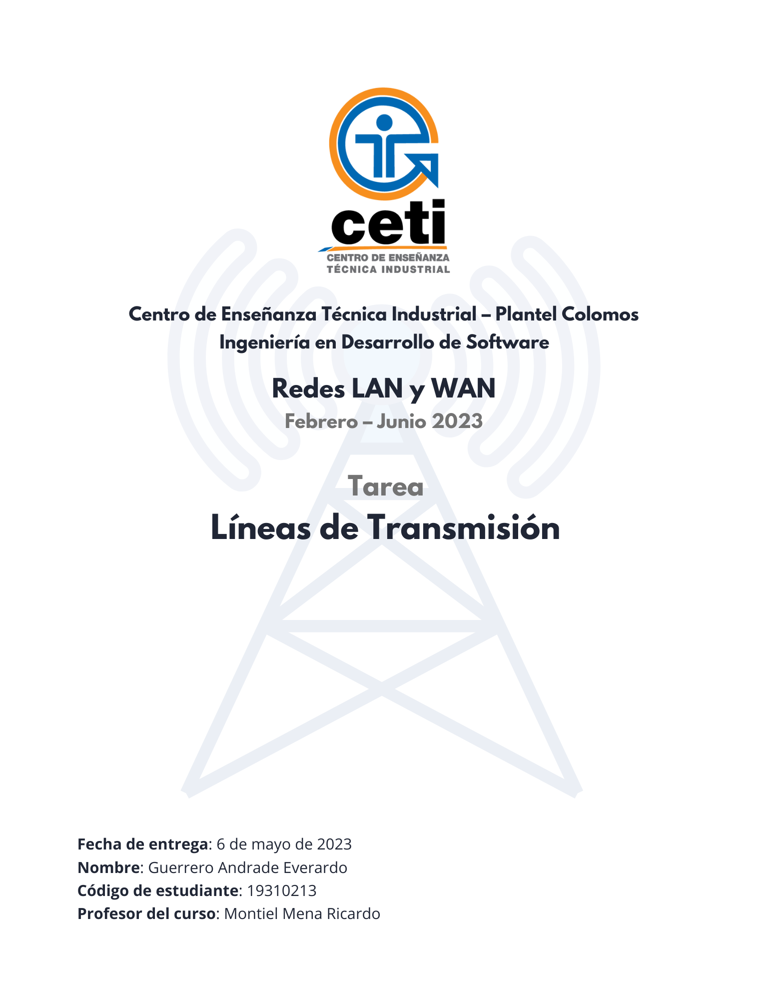 ceti
CENTRO DE ENSEÑANZA
TÉCNICA INDUSTRIAL
Centro de Enseñanza Técnica Industrial – Plantel Colomos
Ingeniería en Desarrollo de Software
Redes LAN y WAN
Febrero – Junio 2023
Tarea
Líneas de Transmisión
Fecha de entrega: 6 de mayo de 2023
Nombre: Guerrero Andrade Everardo
Código de estudiante: 19310213
Profesor del curso: Montiel Mena Ricardo